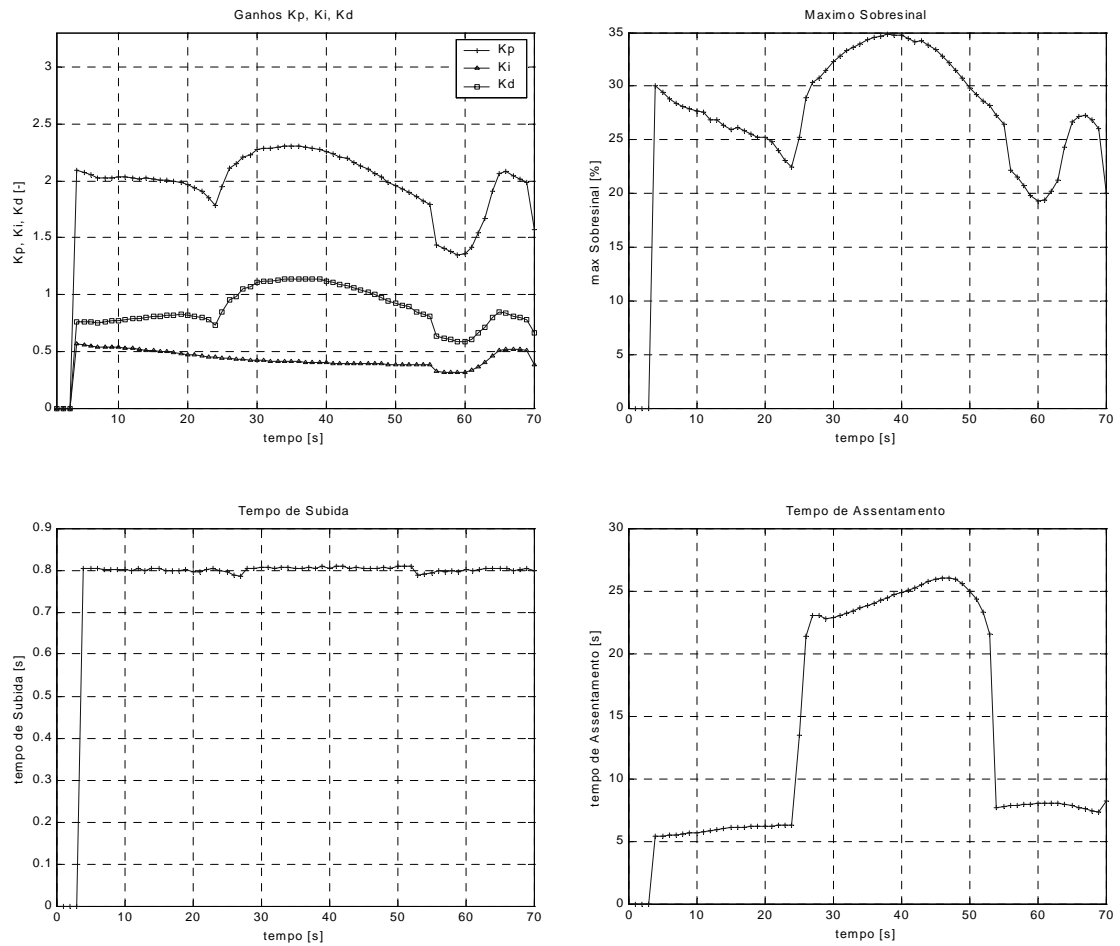 Ganhos Kp, Ki, Kd
Kp
Ki
Kd
3
2.5
2
1.5
1
0.5
0
10 20 30 40 50 60 70
Kp, Ki, Kd [-]
tempo [s]
Maximo Sobresinal
35
30
25
20
15
10
5
0
0 10 20 30 40 50 60 70
max Sobresinal [%]
tempo [s]
Tempo de Subida
0.9
0.8
0.7
0.6
0.5
0.4
0.3
0.2
0.1
0
0 10 20 30 40 50 60 70
tempo de Subida [s]
tempo [s]
Tempo de Assentamento
30
25
20
15
10
5
0
0 10 20 30 40 50 60 70
tempo de Assentamento [s]
tempo [s]